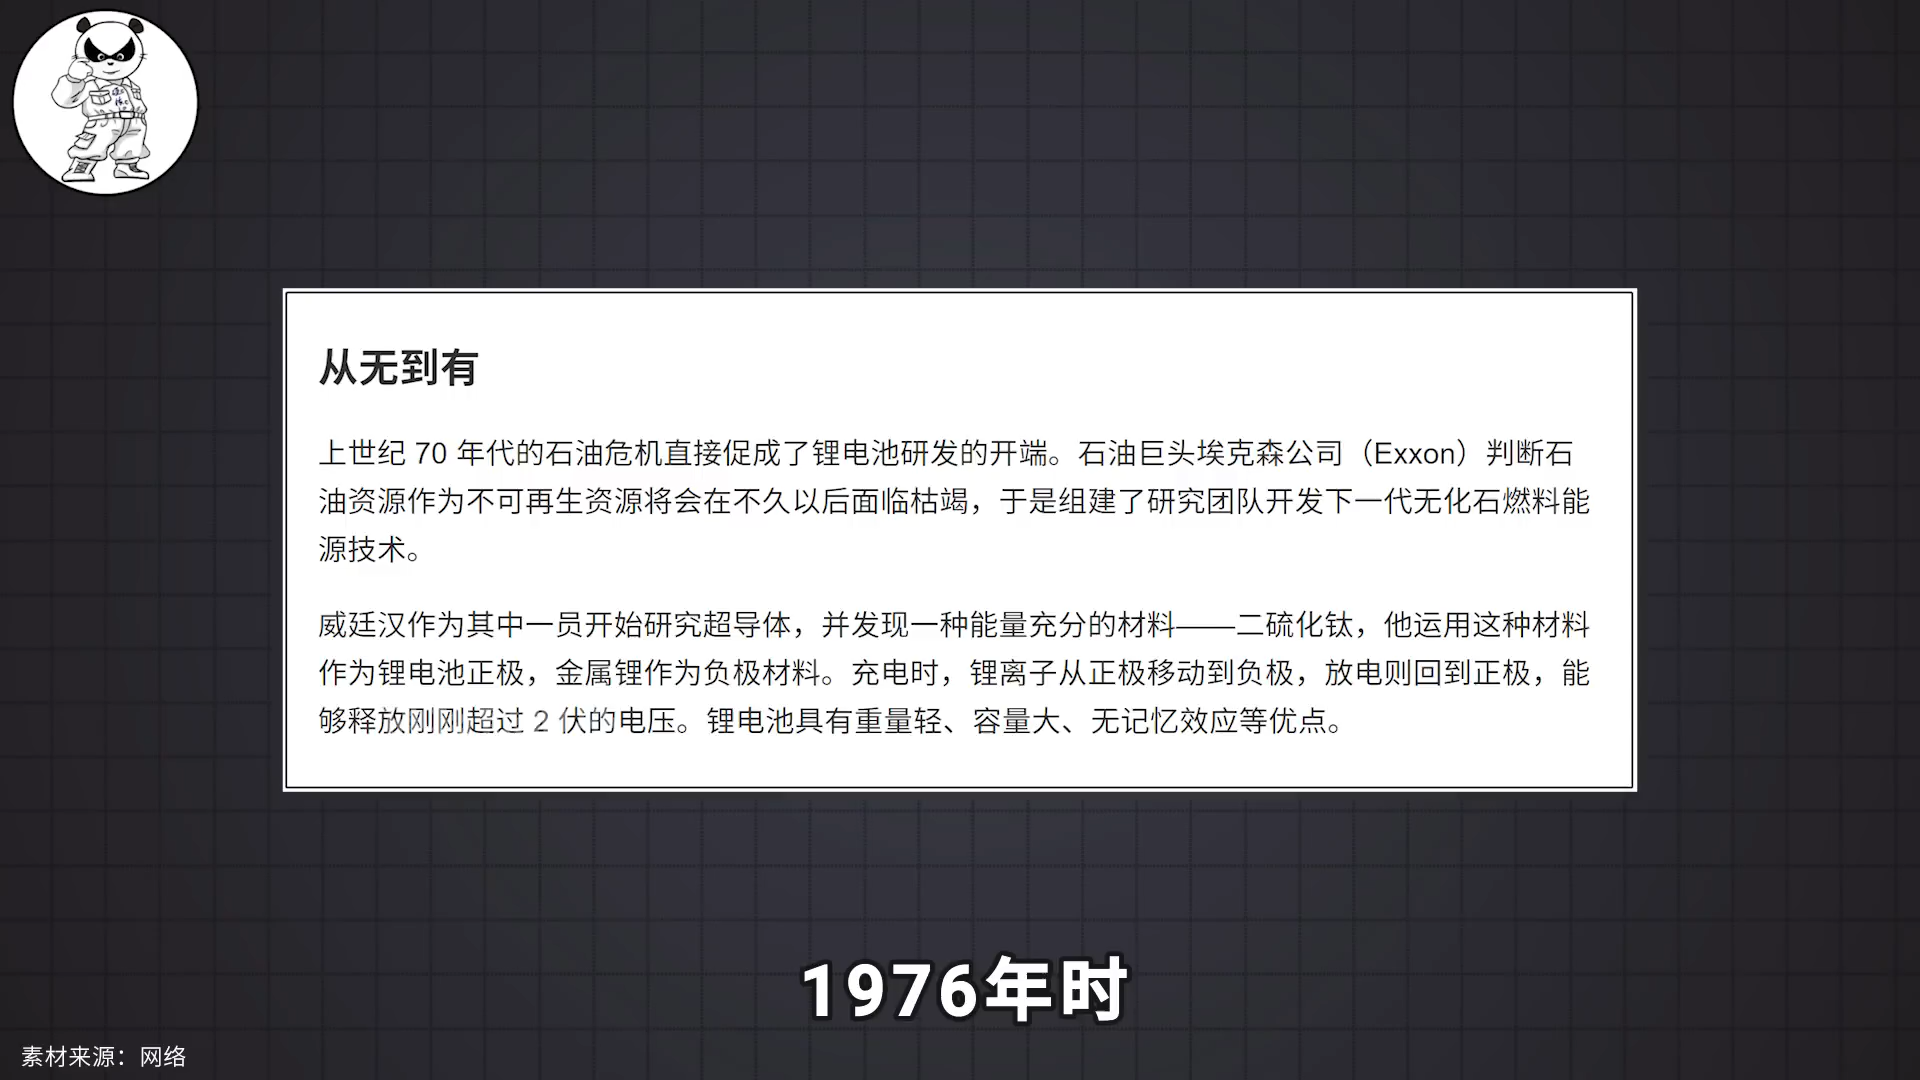 从无到有
上世纪 70 年代的石油危机直接促成了锂电池研发的开端。石油巨头埃克森公司（Exxon）判断石
油资源作为不可再生资源将会在不久以后面临枯竭，于是组建了研究团队开发下一代无化石燃料能
源技术。
威廷汉作为其中一员开始研究超导体，并发现一种能量充分的材料——二硫化钛，他运用这种材料
作为锂电池正极，金属锂作为负极材料。充电时，锂离子从正极移动到负极，放电则回到正极，能
够释放刚刚超过 2 伏的电压。锂电池具有重量轻、容量大、无记忆效应等优点。
1976年时
素材来源：网络